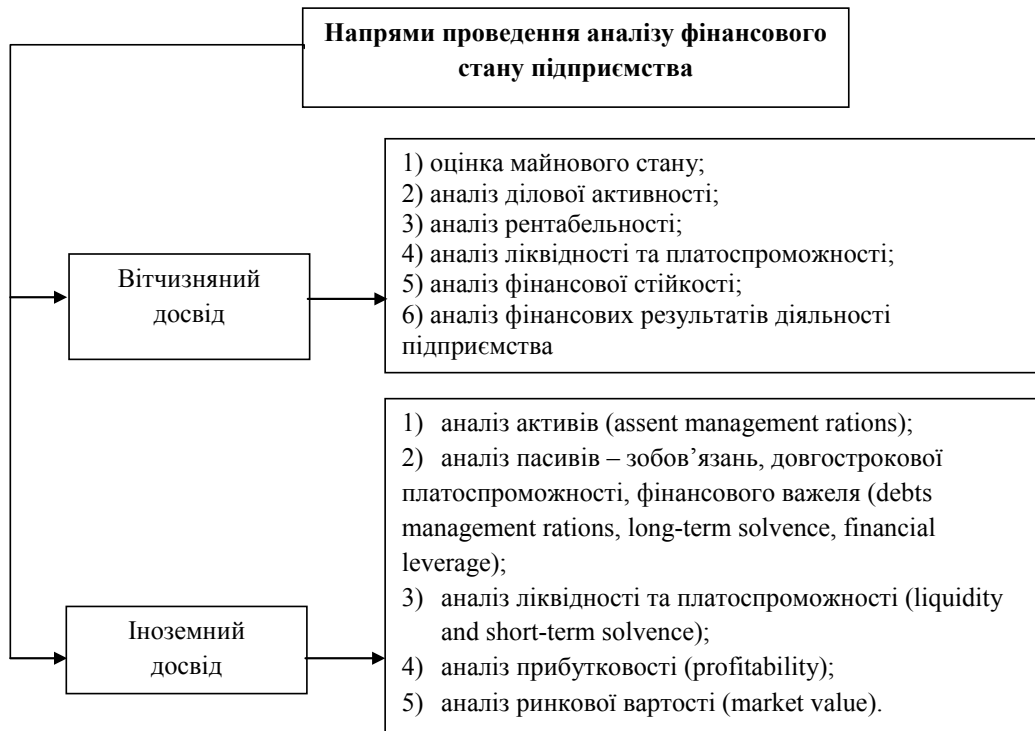 Напрями проведення аналізу фінансового
стану підприємства
1) оцінка майнового стану;
2) аналіз ділової активності;
3) аналіз рентабельності;
4) аналіз ліквідності та платоспроможності;
5) аналіз фінансової стійкості;
6) аналіз фінансових результатів діяльності
підприємства
Вітчизняний
досвід
1) аналіз активів (assent management rations);
2) аналіз пасивів – зобов’язань, довгострокової
платоспроможності, фінансового важеля (debts
management rations, long-term solvence, financial
leverage);
3) аналіз ліквідності та платоспроможності (liquidity
and short-term solvence);
4) аналіз прибутковості (profitability);
5) аналіз ринкової вартості (market value).
Іноземний
досвід